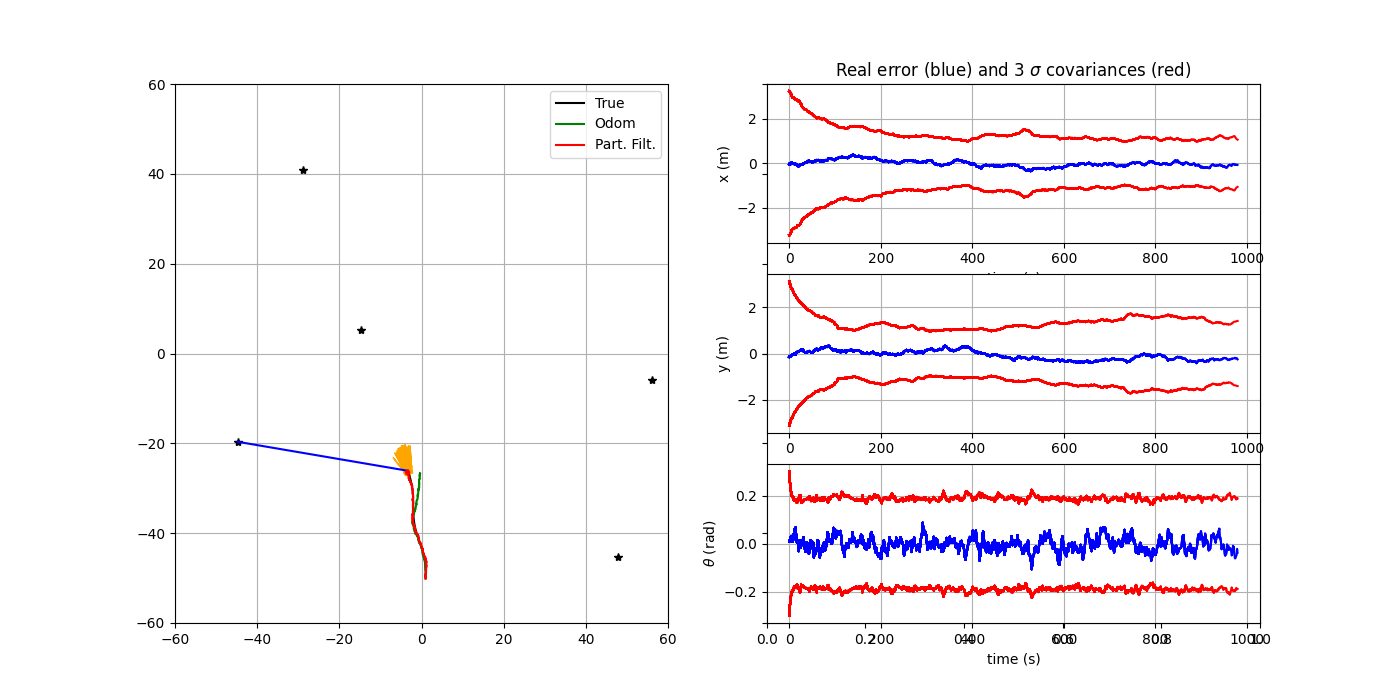 60
40
20
0
−20
−40
−60
−60 −40 −20 0 20 40 60
True
Odom
Part. Filt.
Real error (blue) and 3 σ covariances (red)
x (m)
2
0
−2
0 200 400 600 800 1000
y (m)
2
0
−2
0 200 400 600 800 1000
θ (rad)
0.2
0.0
−0.2
0.0 0 0.2 200 0.4 400 0.6 600 0.8 800 1000 1.0
time (s)